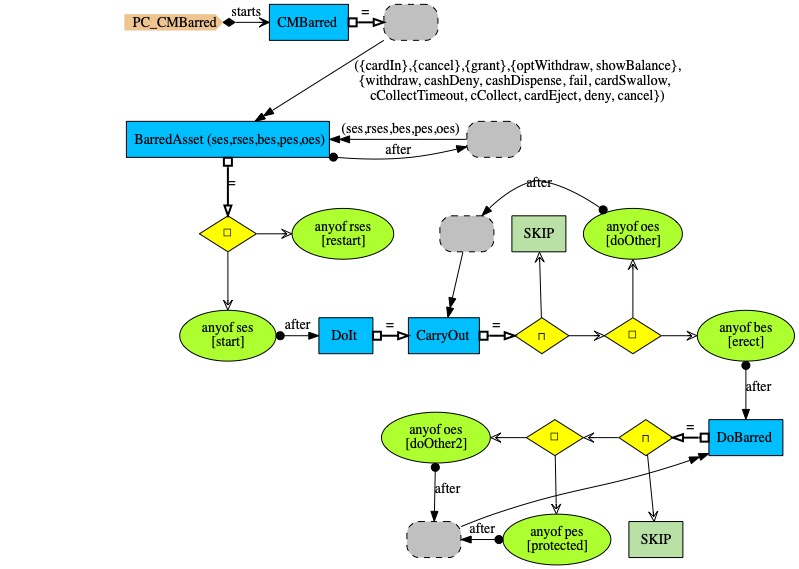 PC_CMBarred
starts
CMBarred
=
({cardIn},{cancel},{grant},{optWithdraw, showBalance},
{withdraw, cashDeny, cashDispense, fail, cardSwallow,
cCollectTimeout, cCollect, cardEject, deny, cancel})
BarredAsset (ses,rses,bes,pes,oes)
(ses,rses,bes,pes,oes)
after
=
□
anyof rses
[restart]
after
SKIP
anyof oes
[doOther]
anyof ses
[start]
after
DoIt
=
CarryOut
=
⊓
□
anyof bes
[erect]
after
anyof oes
[doOther2]
□
⊓
=
DoBarred
after
after
anyof pes
[protected]
SKIP